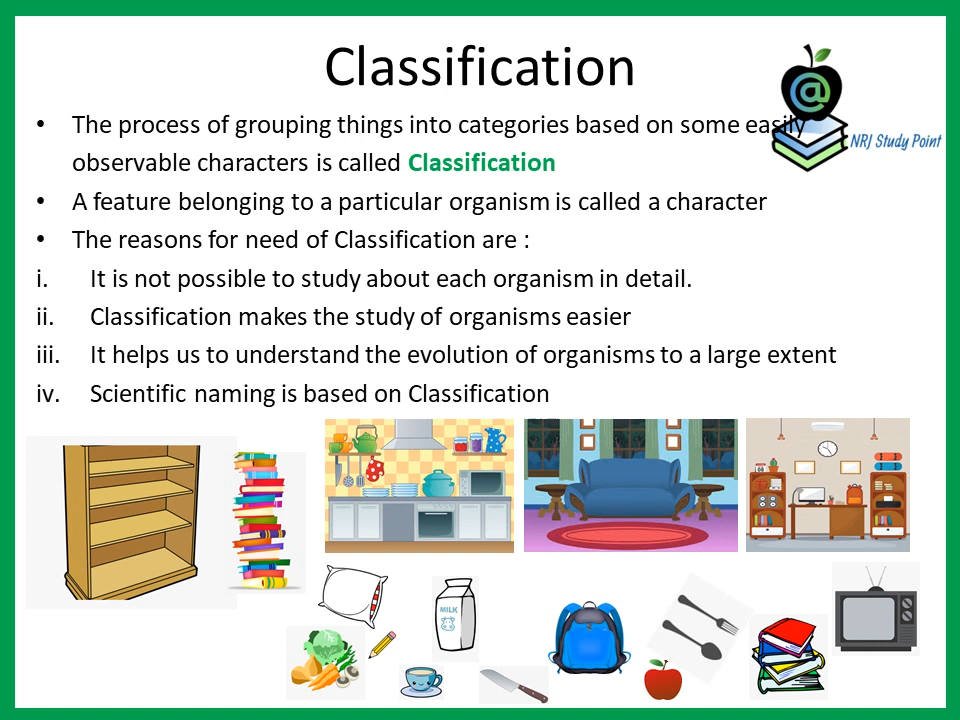 Classification
• The process of grouping things into categories based on some easily
observable characters is called Classification
• A feature belonging to a particular organism is called a character
• The reasons for need of Classification are :
i. It is not possible to study about each organism in detail.
ii. Classification makes the study of organisms easier
iii. It helps us to understand the evolution of organisms to a large extent
iv. Scientific naming is based on Classification
@
NRJ Study Point
MILK